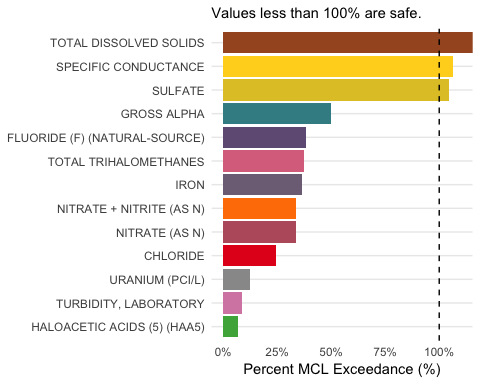 Values less than 100% are safe.
TOTAL DISSOLVED SOLIDS
SPECIFIC CONDUCTANCE
SULFATE
GROSS ALPHA
FLUORIDE (F) (NATURAL-SOURCE)
TOTAL TRIHALOMETHANES
IRON
NITRATE + NITRITE (AS N)
NITRATE (AS N)
CHLORIDE
URANIUM (PCI/L)
TURBIDITY, LABORATORY
HALOACETIC ACIDS (5) (HAA5)
0% 25% 50% 75% 100%
Percent MCL Exceedance (%)